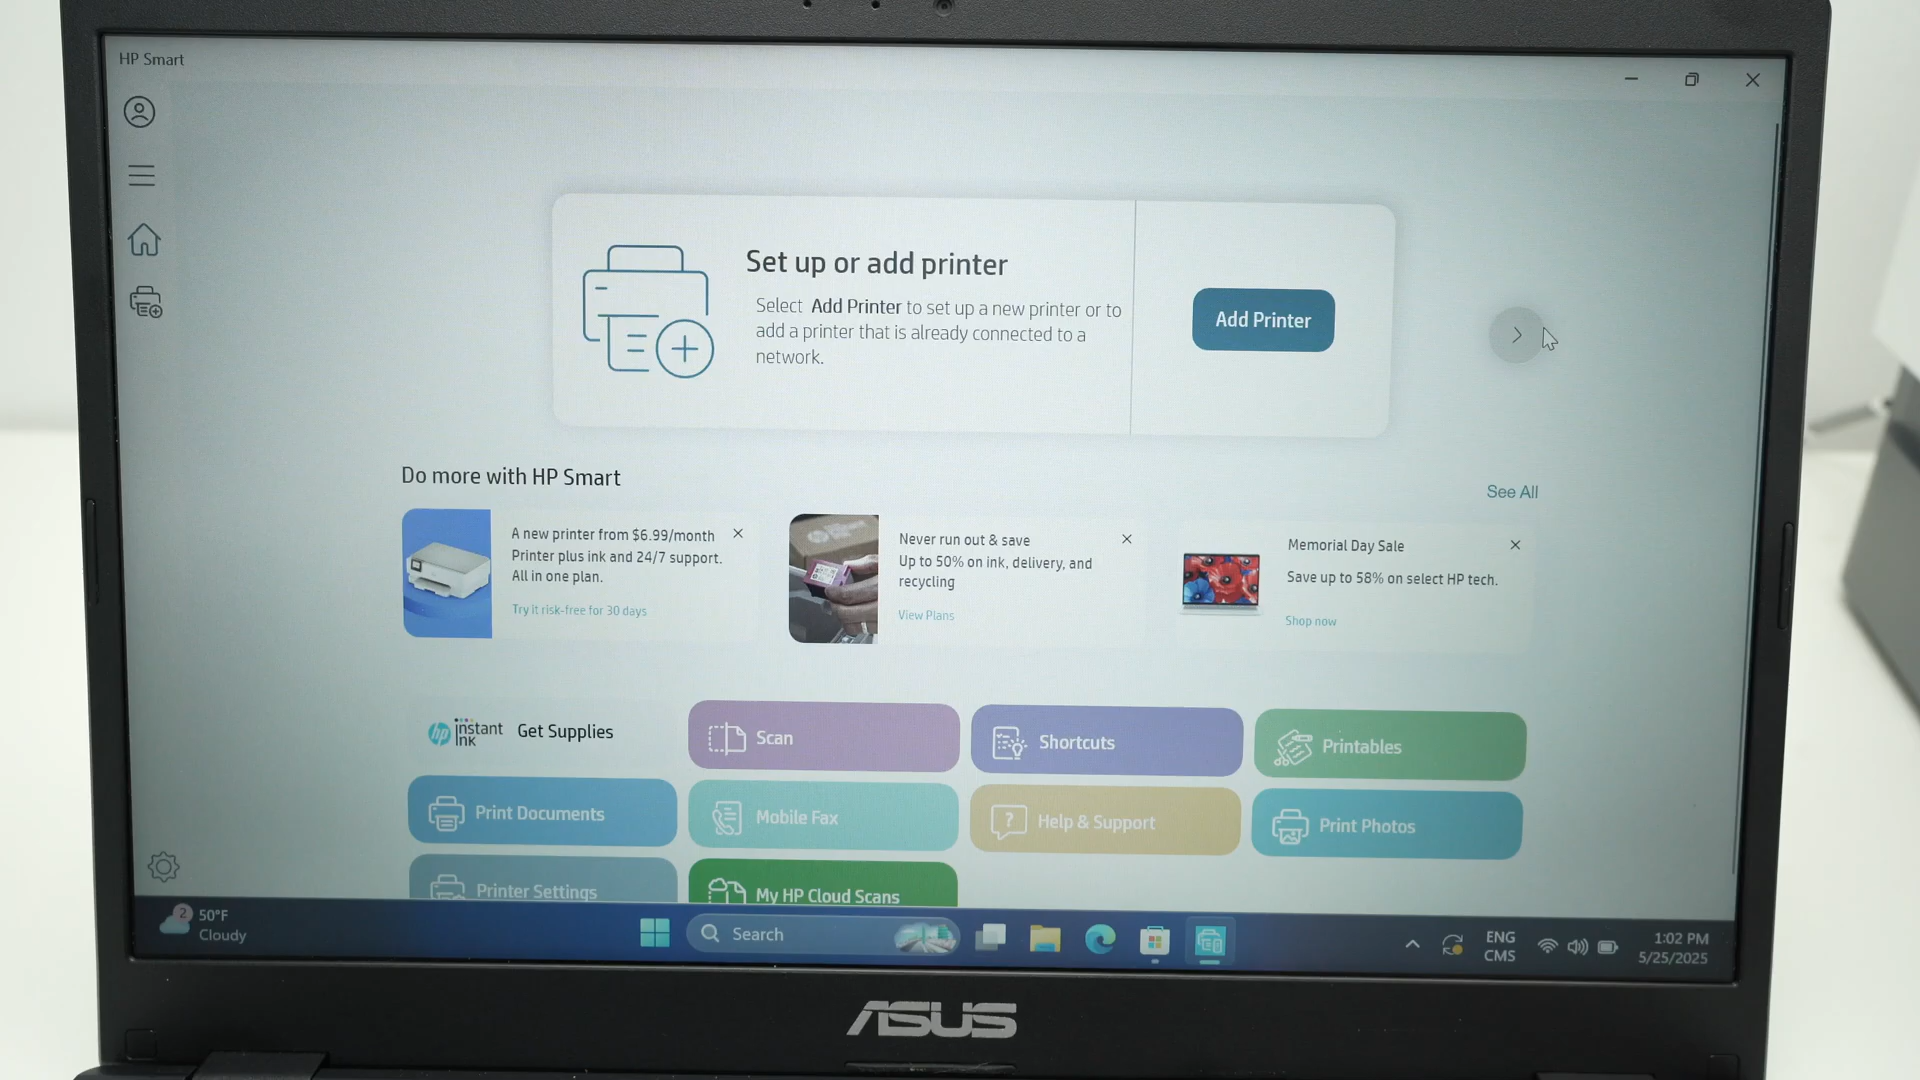 HP Smart
Set up or add printer
Select Add Printer to set up a new printer or to
add a printer that is already connected to a
network.
Add Printer
Do more with HP Smart
See All
A new printer from $6.99/month
Printer plus ink and 24/7 support.
All in one plan.
Try it risk-free for 30 days
Never run out & save
Up to 50% on ink, delivery, and
recycling
View Plans
Memorial Day Sale
Save up to 58% on select HP tech.
Shop now
hp instant
ink
Get Supplies
Scan
Shortcuts
Printables
Print Documents
Mobile Fax
Help & Support
Print Photos
Printer Settings
My HP Cloud Scans
2
50°F
Cloudy
Search
ENG
CMS
1:02 PM
5/25/2025
ASUS